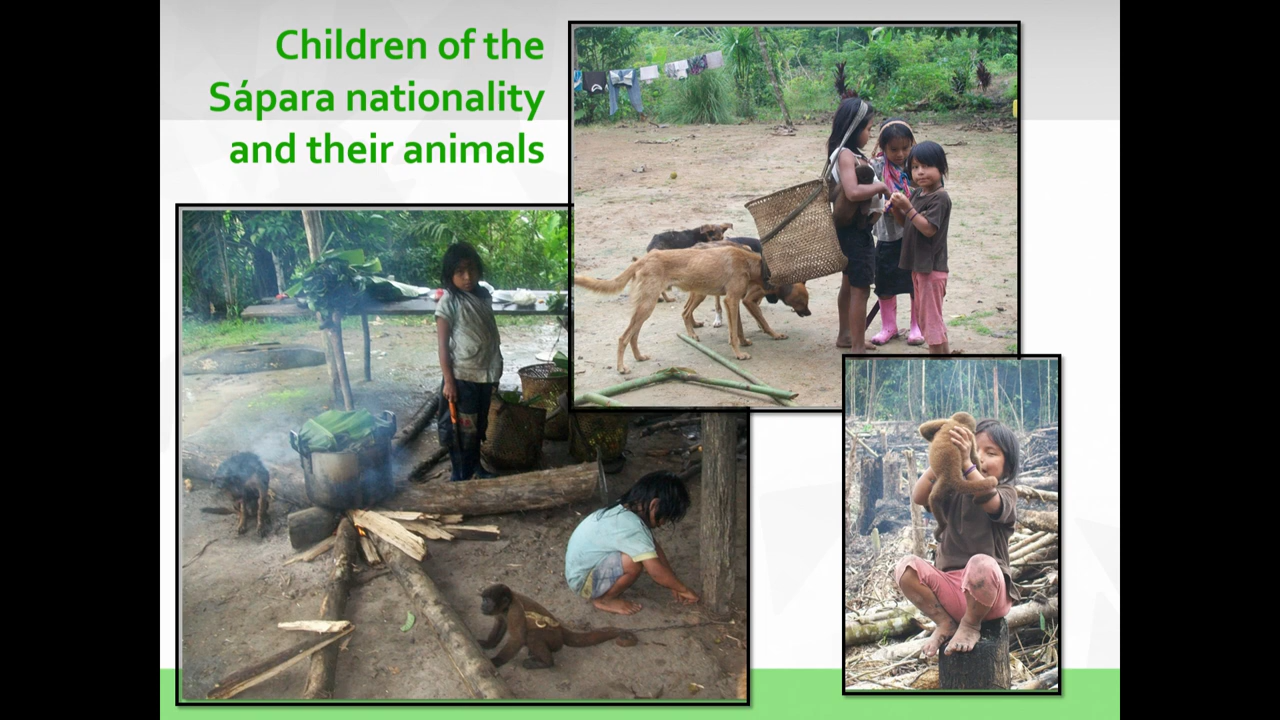 Children of the
Sápara nationality
and their animals